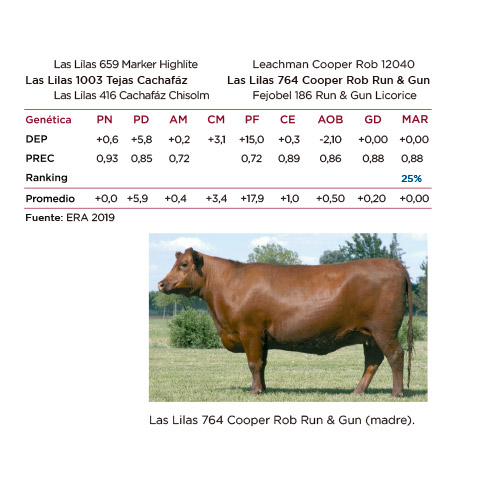 Las Lilas 659 Marker Highlite Leachman Cooper Rob 12040
Las Lilas 1003 Tejas Cachafáz Las Lilas 764 Cooper Rob Run & Gun
Las Lilas 416 Cachafáz Chisolm Fejobel 186 Run & Gun Licorice
Genética PN PD AM CM PF CE AOB GD MAR
DEP +0,6 +5,8 +0,2 +3,1 +15,0 +0,3 -2,10 +0,00 +0,00
PREC 0,93 0,85 0,72 0,72 0,89 0,86 0,88 0,88
Ranking 25%
Promedio +0,0 +5,9 +0,4 +3,4 +17,9 +1,0 +0,50 +0,20 +0,00
Fuente: ERA 2019
Las Lilas 764 Cooper Rob Run & Gun (madre).